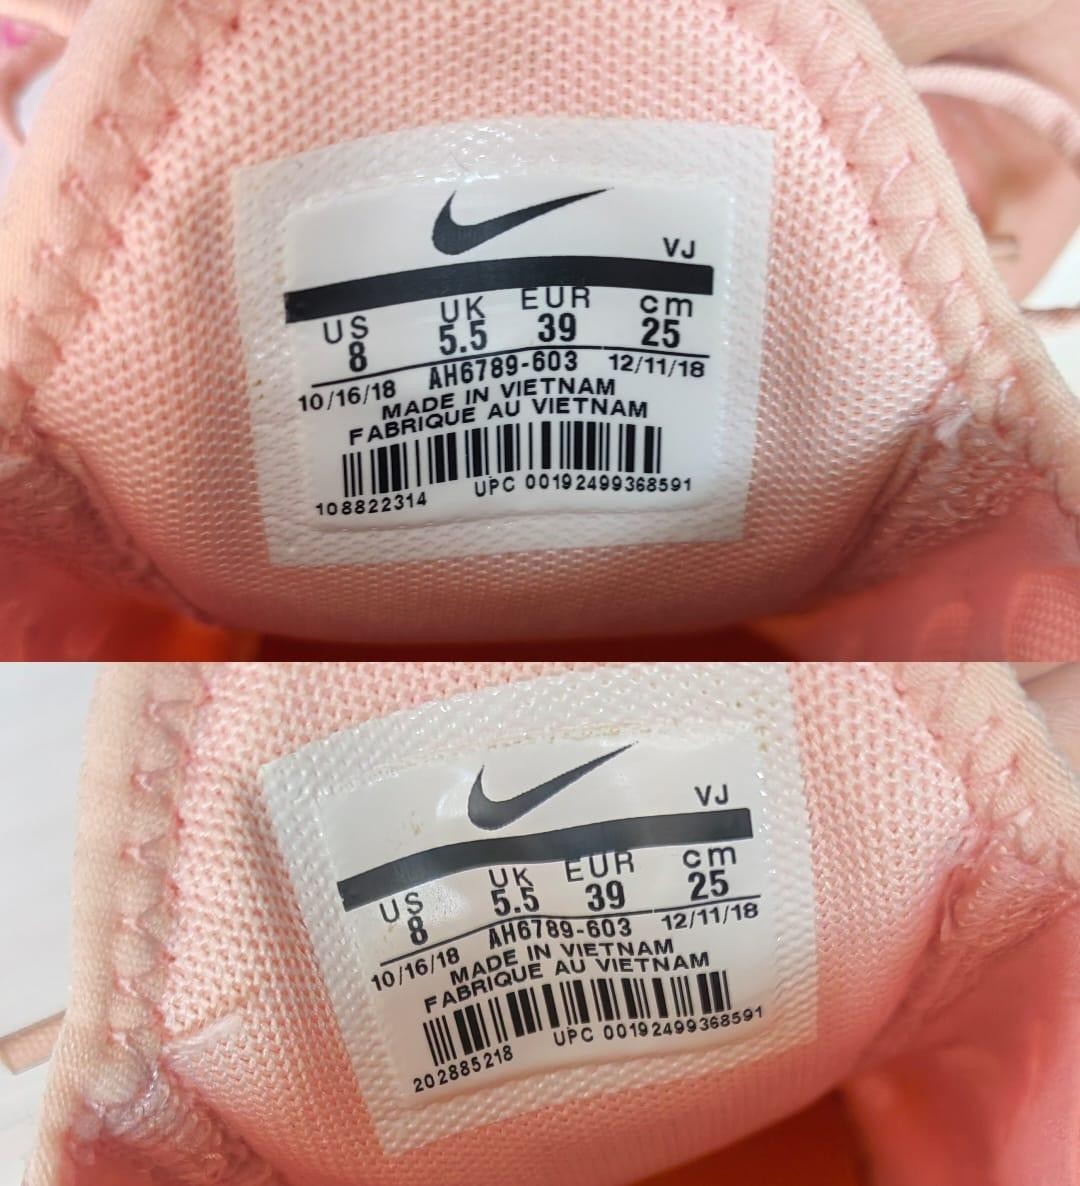 VJ
US UK EUR cm
8 5.5 39 25
10/16/18 AH6789-603 12/11/18
MADE IN VIETNAM
FABRIQUE AU VIETNAM
108822314 UPC 00192499368591
VJ
US UK EUR cm
8 5.5 39 25
10/16/18 AH6789-603 12/11/18
MADE IN VIETNAM
FABRIQUE AU VIETNAM
202885218 UPC 00192499368591